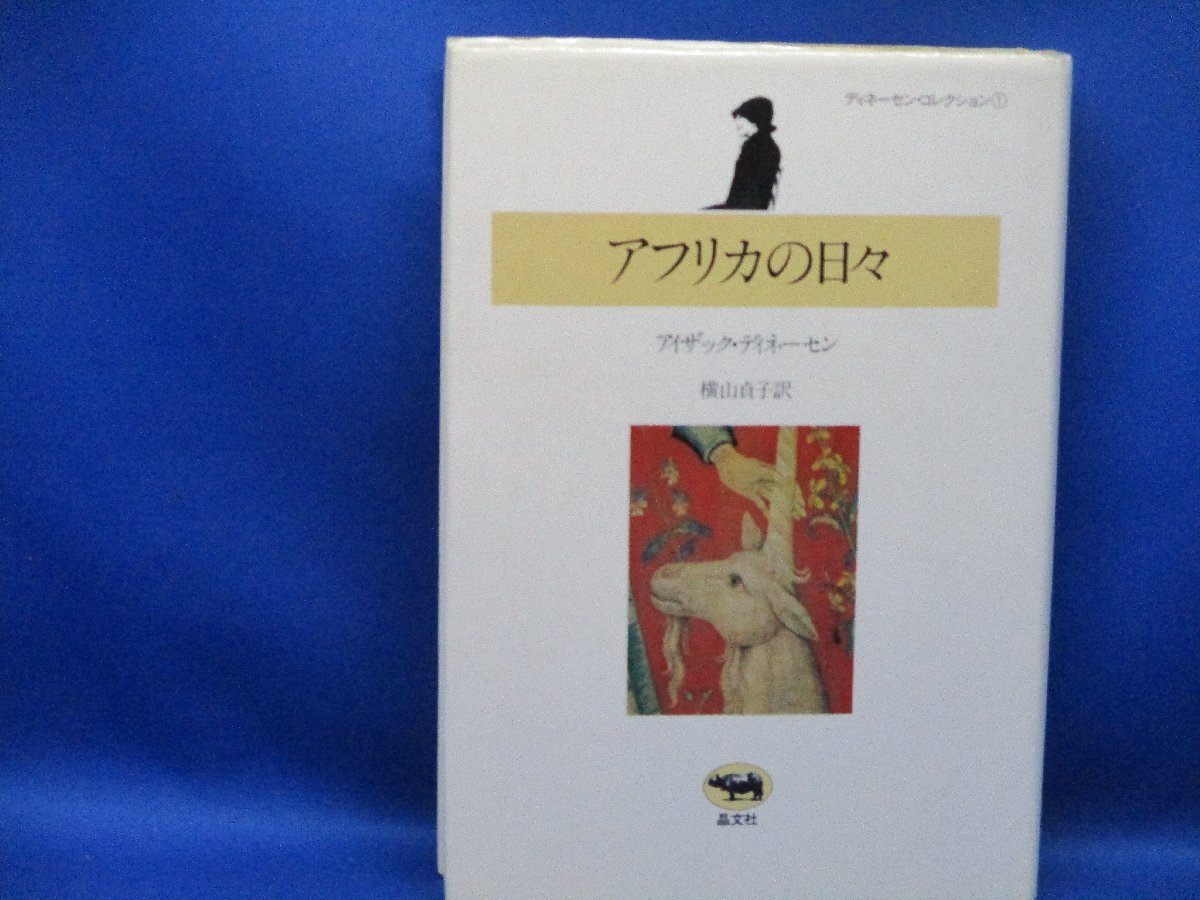 ディネーセン・コレクション①
アフリカの日々
アイザック・ディネーセン
横山貞子訳
晶文社